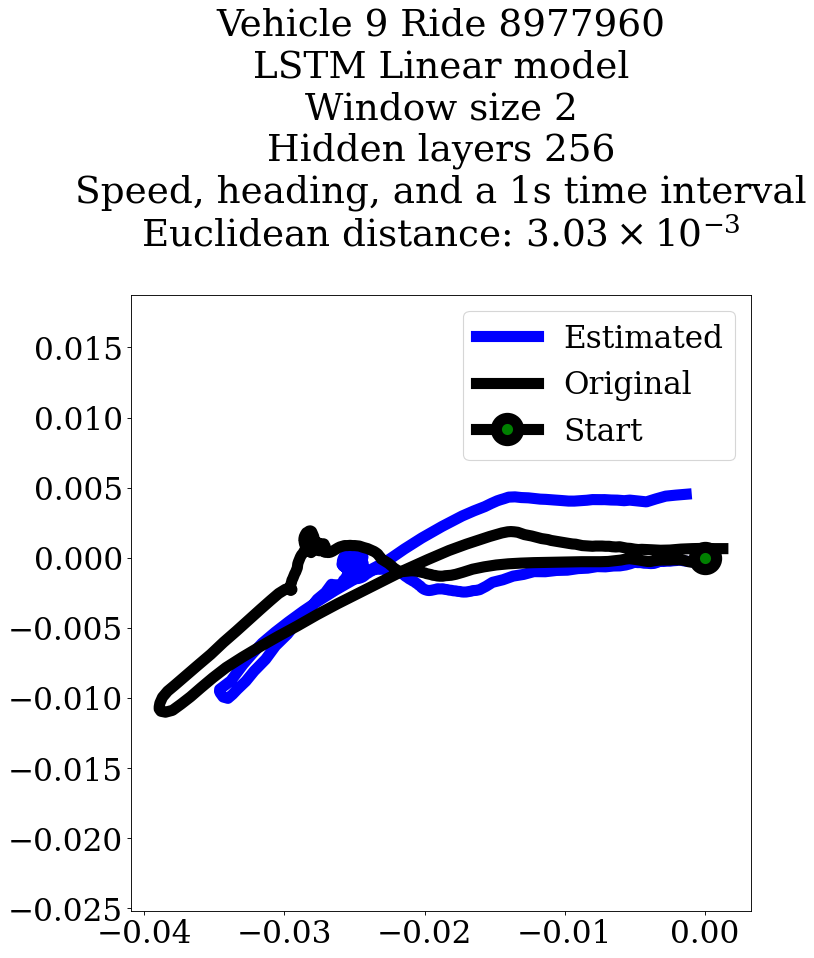 Vehicle 9 Ride 8977960
LSTM Linear model
Window size 2
Hidden layers 256
Speed, heading, and a 1s time interval
Euclidean distance: 3.03 × 10⁻³
Estimated
Original
Start
0.015
0.010
0.005
0.000
−0.005
−0.010
−0.015
−0.020
−0.025
−0.04 −0.03 −0.02 −0.01 0.00